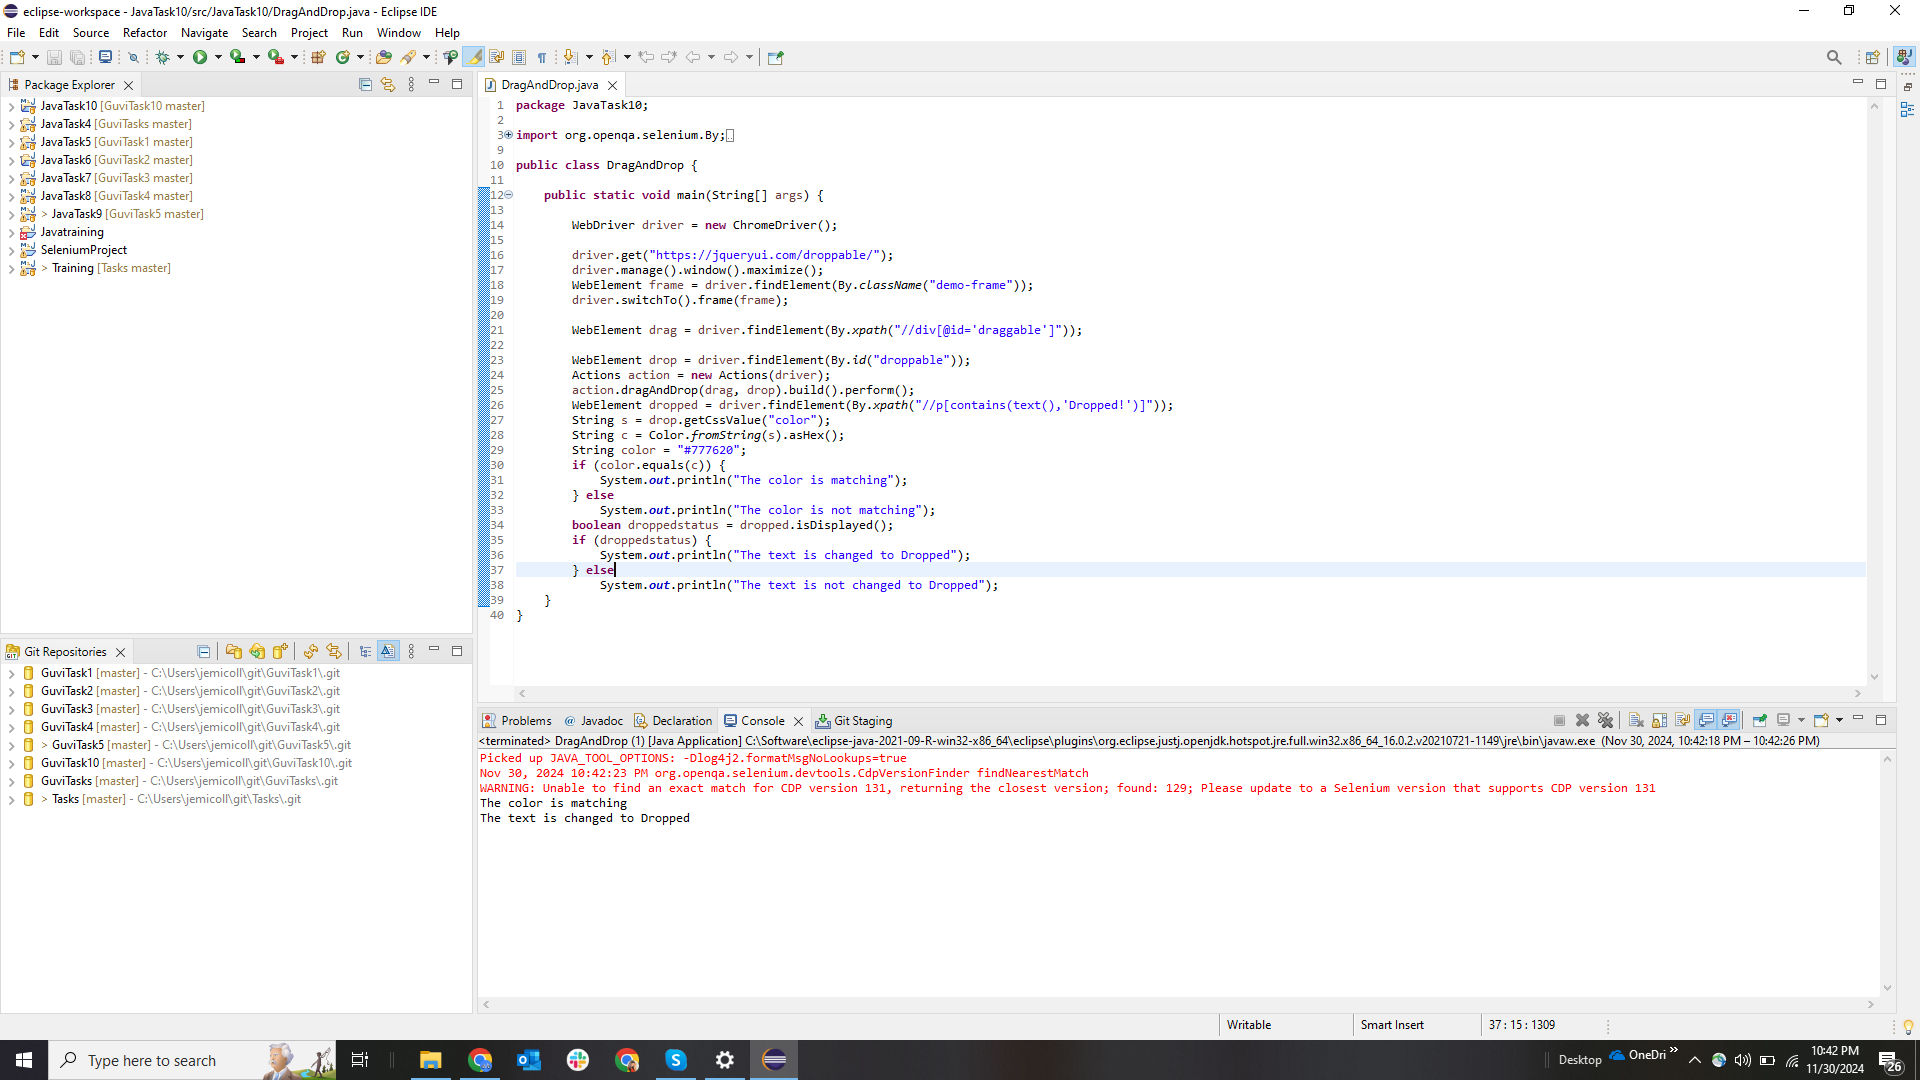 eclipse-workspace - JavaTask10/src/JavaTask10/DragAndDrop.java - Eclipse IDE
File Edit Source Refactor Navigate Search Project Run Window Help
Package Explorer
JavaTask10 [GuviTask10 master]
JavaTask4 [GuviTasks master]
JavaTask5 [GuviTask1 master]
JavaTask6 [GuviTask2 master]
JavaTask7 [GuviTask3 master]
JavaTask8 [GuviTask4 master]
> JavaTask9 [GuviTask5 master]
Javatraining
SeleniumProject
> Training [Tasks master]
Git Repositories
GuviTask1 [master] - C:\Users\jemicoll\git\GuviTask1\.git
GuviTask2 [master] - C:\Users\jemicoll\git\GuviTask2\.git
GuviTask3 [master] - C:\Users\jemicoll\git\GuviTask3\.git
GuviTask4 [master] - C:\Users\jemicoll\git\GuviTask4\.git
> GuviTask5 [master] - C:\Users\jemicoll\git\GuviTask5\.git
GuviTask10 [master] - C:\Users\jemicoll\git\GuviTask10\.git
GuviTasks [master] - C:\Users\jemicoll\git\GuviTasks\.git
> Tasks [master] - C:\Users\jemicoll\git\Tasks\.git
DragAndDrop.java
1 package JavaTask10;
2
3 import org.openqa.selenium.By;
9
10 public class DragAndDrop {
11
12 public static void main(String[] args) {
13
14 WebDriver driver = new ChromeDriver();
15
16 driver.get("https://jqueryui.com/droppable/");
17 driver.manage().window().maximize();
18 WebElement frame = driver.findElement(By.className("demo-frame"));
19 driver.switchTo().frame(frame);
20
21 WebElement drag = driver.findElement(By.xpath("//div[@id='draggable']"));
22
23 WebElement drop = driver.findElement(By.id("droppable"));
24 Actions action = new Actions(driver);
25 action.dragAndDrop(drag, drop).build().perform();
26 WebElement dropped = driver.findElement(By.xpath("//p[contains(text(),'Dropped!')]"));
27 String s = drop.getCssValue("color");
28 String c = Color.fromString(s).asHex();
29 String color = "#777620";
30 if (color.equals(c)) {
31 System.out.println("The color is matching");
32 } else
33 System.out.println("The color is not matching");
34 boolean droppedstatus = dropped.isDisplayed();
35 if (droppedstatus) {
36 System.out.println("The text is changed to Dropped");
37 } else
38 System.out.println("The text is not changed to Dropped");
39 }
40 }
Problems @ Javadoc Declaration Console Git Staging
<terminated> DragAndDrop (1) [Java Application] C:\Software\eclipse-java-2021-09-R-win32-x86_64\eclipse\plugins\org.eclipse.justj.openjdk.hotspot.jre.full.win32.x86_64_16.0.2.v20210721-1149\jre\bin\javaw.exe (Nov 30, 2024, 10:42:18 PM – 10:42:26 PM)
Picked up JAVA_TOOL_OPTIONS: -Dlog4j2.formatMsgNoLookups=true
Nov 30, 2024 10:42:23 PM org.openqa.selenium.devtools.CdpVersionFinder findNearestMatch
WARNING: Unable to find an exact match for CDP version 131, returning the closest version; found: 129; Please update to a Selenium version that supports CDP version 131
The color is matching
The text is changed to Dropped
Writable Smart Insert 37 : 15 : 1309
Type here to search
Desktop OneDri
10:42 PM
11/30/2024
26